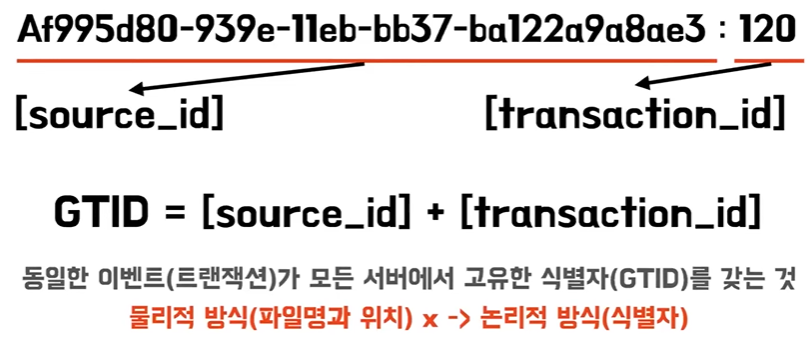 Af995d80-939e-11eb-bb37-ba122a9a8ae3 : 120
[source_id] [transaction_id]
GTID = [source_id] + [transaction_id]
동일한 이벤트(트랜잭션)가 모든 서버에서 고유한 식별자(GTID)를 갖는 것
물리적 방식(파일명과 위치) x -> 논리적 방식(식별자)